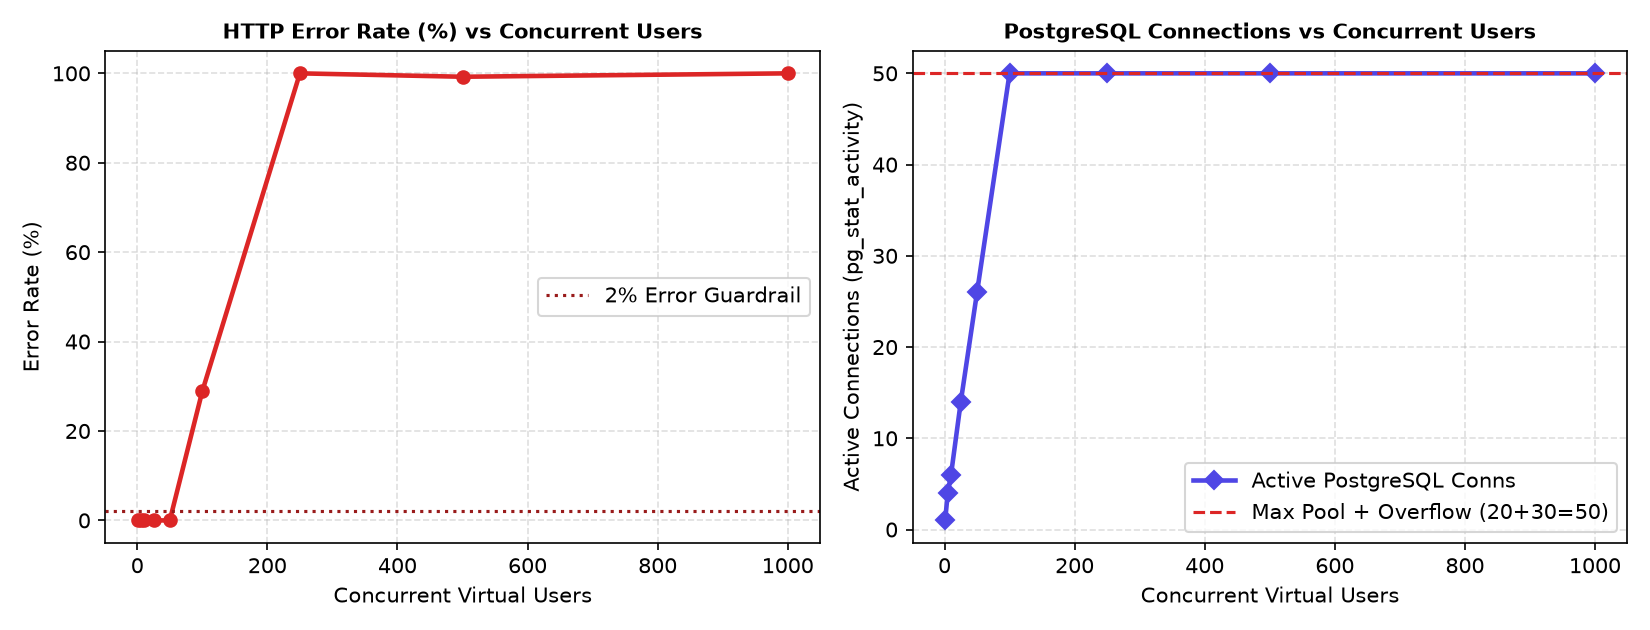 HTTP Error Rate (%) vs Concurrent Users
Error Rate (%)
100
80
60
40
20
0
2% Error Guardrail
0 200 400 600 800 1000
Concurrent Virtual Users
PostgreSQL Connections vs Concurrent Users
Active Connections (pg_stat_activity)
50
40
30
20
10
0
Active PostgreSQL Conns
Max Pool + Overflow (20+30=50)
0 200 400 600 800 1000
Concurrent Virtual Users